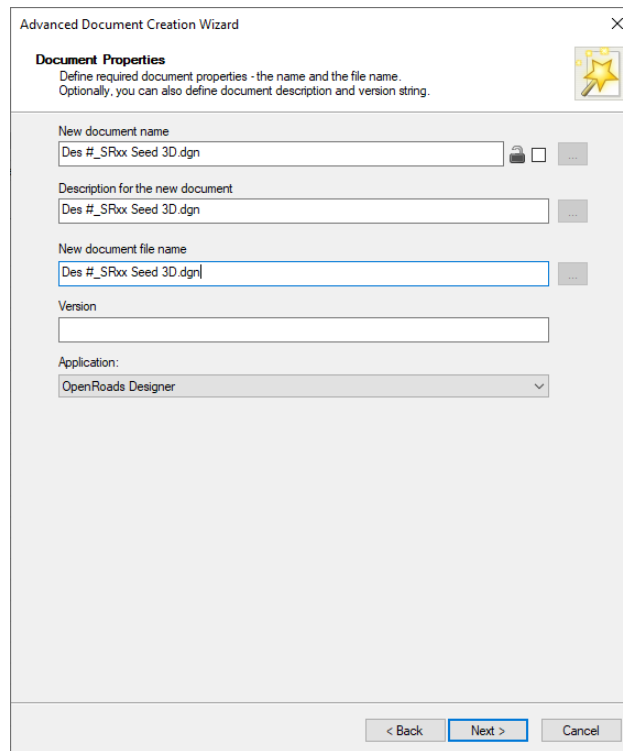 Advanced Document Creation Wizard
Document Properties
Define required document properties - the name and the file name.
Optionally, you can also define document description and version string.
New document name
Des #_SRxx Seed 3D.dgn
...
Description for the new document
Des #_SRxx Seed 3D.dgn
...
New document file name
Des #_SRxx Seed 3D.dgn
...
Version
Application:
OpenRoads Designer
< Back
Next >
Cancel